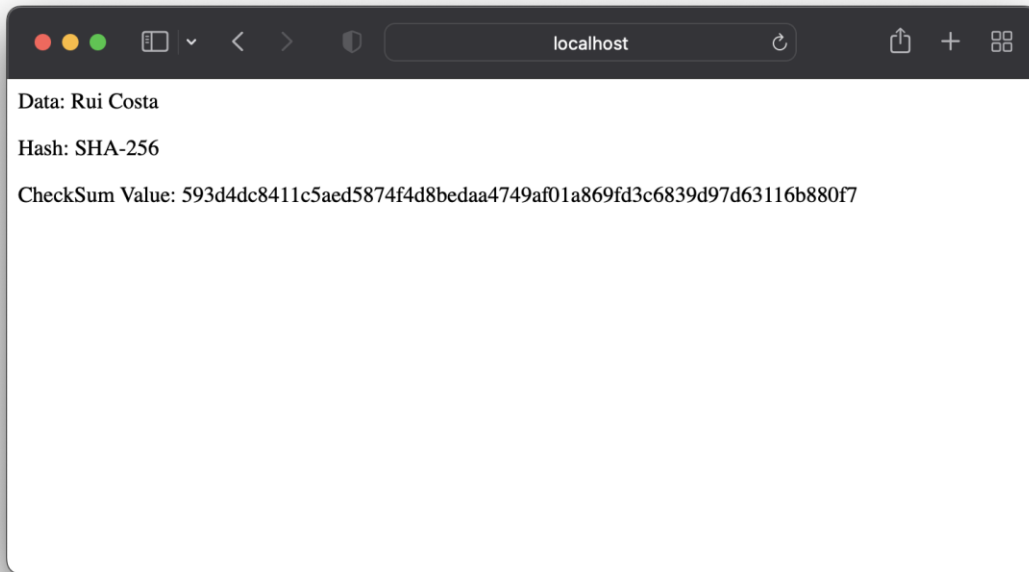 localhost
Data: Rui Costa
Hash: SHA-256
CheckSum Value: 593d4dc8411c5aed5874f4d8bedaa4749af01a869fd3c6839d97d63116b880f7